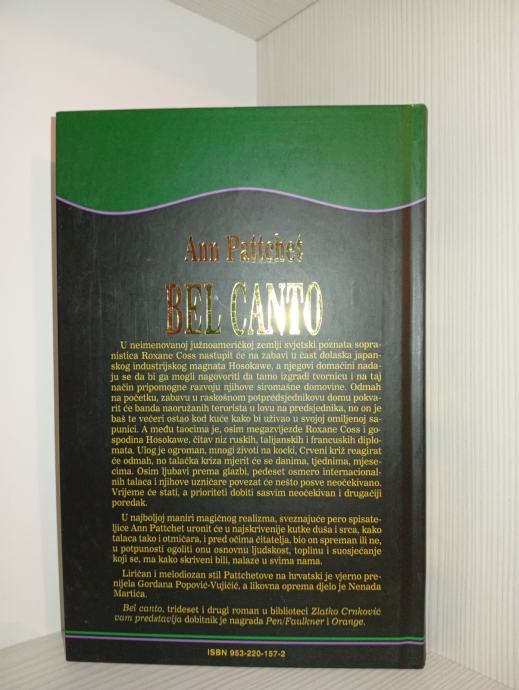 Ann Pattchet
BEL CANTO
U neimenovanoj južnoameričkoj zemlji svjetski poznata sopra-
nistica Roxane Coss nastupit će na zabavi u čast dolaska japan-
skog industrijskog magnata Hosokawe, a njegovi domaćini nada-
ju se da bi ga mogli nagovoriti da tamo izgradi tvornicu i na taj
način pripomogne razvoju njihove siromašne domovine. Odmah
na početku, zabavu u raskošnom potpredsjednikovu domu pokva-
rit će banda naoružanih terorista u lovu na predsjednika, no on je
baš te večeri ostao kod kuće kako bi uživao u svojoj omiljenoj sa-
punici. A među taocima je, osim megazvijezde Roxane Coss i go-
spodina Hosokawe, čitav niz ruskih, talijanskih i francuskih diplo-
mata. Ulog je ogroman, mnogi životi na kocki, Crveni križ reagirat
će odmah, no talačka kriza mjerit će se danima, tjednima, mjese-
cima. Osim ljubavi prema glazbi, pedeset osmero internacional-
nih talaca i njihove uzničare povezat će nešto posve neočekivano.
Vrijeme će stati, a prioriteti dobiti sasvim neočekivan i drugačiji
poredak.
U najboljoj maniri magičnog realizma, sveznajuće pero spisate-
ljice Ann Pattchet uronit će u najskrivenije kutke duša i srca, kako
talaca tako i otmičara, i pred očima čitatelja, bio on spreman ili ne,
u potpunosti ogoliti onu osnovnu ljudskost, toplinu i suosjećanje
koji se, ma kako skriveni bili, nalaze u svima nama.
Liričan i melodiozan stil Pattchetove na hrvatski je vjerno pre-
nijela Gordana Popović-Vujičić, a likovna oprema djelo je Nenada
Martića.
Bel canto, trideset i drugi roman u biblioteci Zlatko Crnković
vam predstavlja dobitnik je nagrada Pen/Faulkner i Orange.
ISBN 953-220-157-2